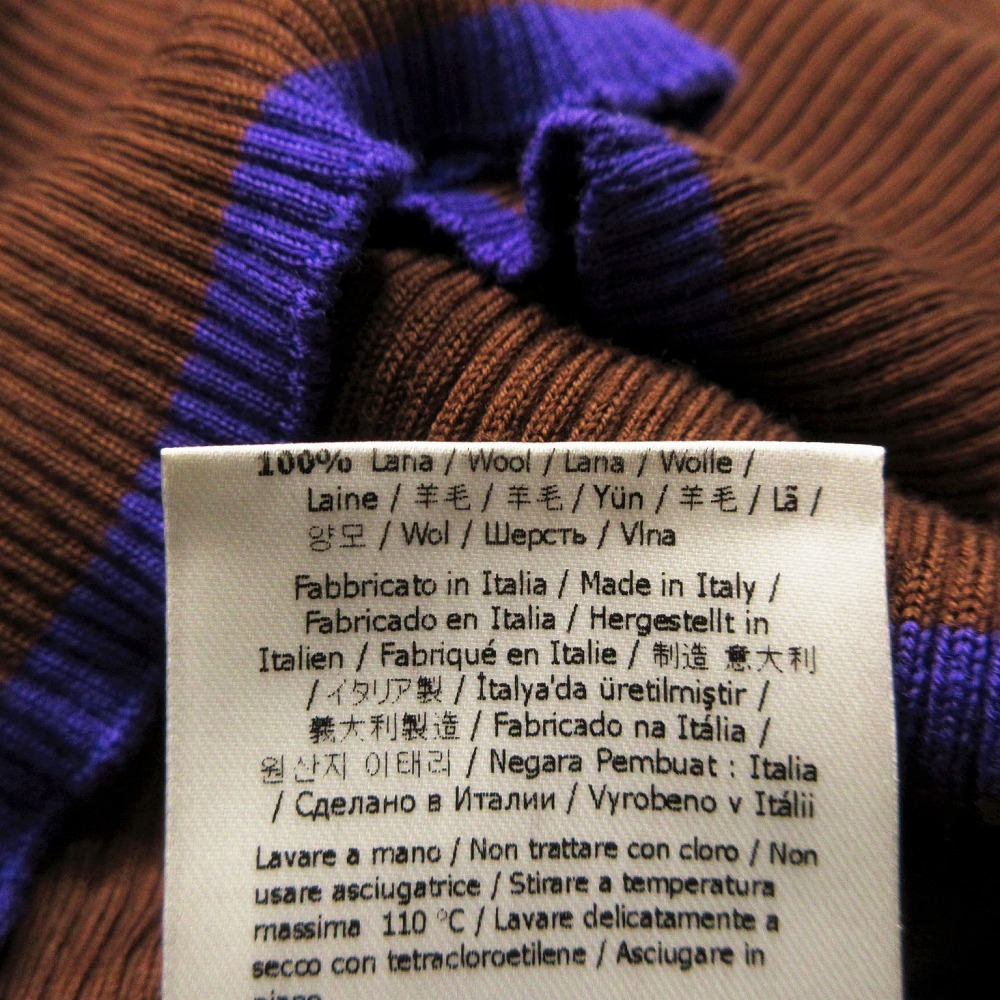 100% Lana / Wool / Lana / Wolle /
Laine / 羊毛 / 羊毛 / Yün / 羊毛 / Lã /
양모 / Wol / Шерсть / Vlna
Fabbricato in Italia / Made in Italy /
Fabricado en Italia / Hergestellt in
Italien / Fabriqué en Italie / 制造 意大利
/ イタリア製 / İtalya'da üretilmiştir /
義大利製造 / Fabricado na Itália /
원산지 이태리 / Negara Pembuat : Italia
/ Сделано в Италии / Vyrobeno v Itálii
Lavare a mano / Non trattare con cloro / Non
usare asciugatrice / Stirare a temperatura
massima 110 °C / Lavare delicatamente a
secco con tetracloroetilene / Asciugare in
piano